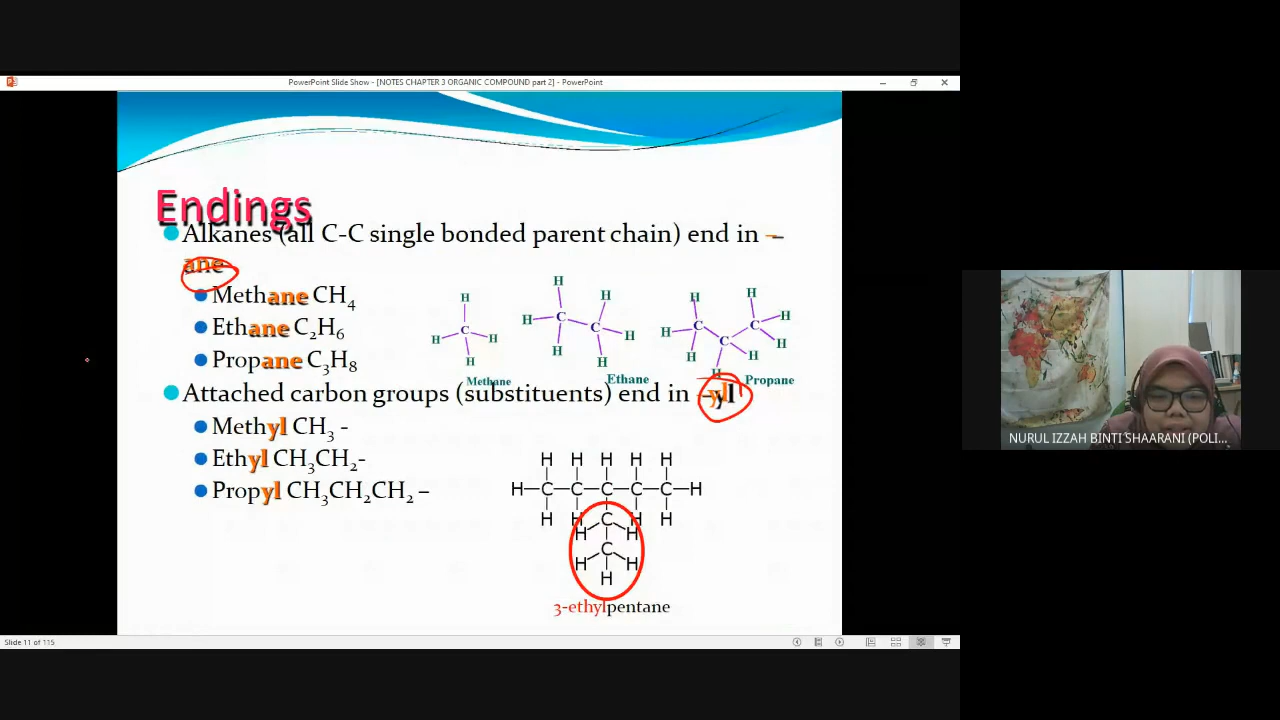 PowerPoint Slide Show - [NOTES CHAPTER 3 ORGANIC COMPOUND part 2] - PowerPoint
Endings
Alkanes (all C-C single bonded parent chain) end in –
ane
Methane CH4
Ethane C2H6
Propane C3H8
H
H C H
H
Methane
H H
H C C H
H H
Ethane
H H
H C C H
C
H H H
H
Propane
Attached carbon groups (substituents) end in –yl
Methyl CH3 -
Ethyl CH3CH2-
Propyl CH3CH2CH2 –
H H H H H
H C C C C C H
H H C H H
H H
C
H H
H
3-ethylpentane
NURUL IZZAH BINTI SHAARANI (POLI...
Slide 11 of 115